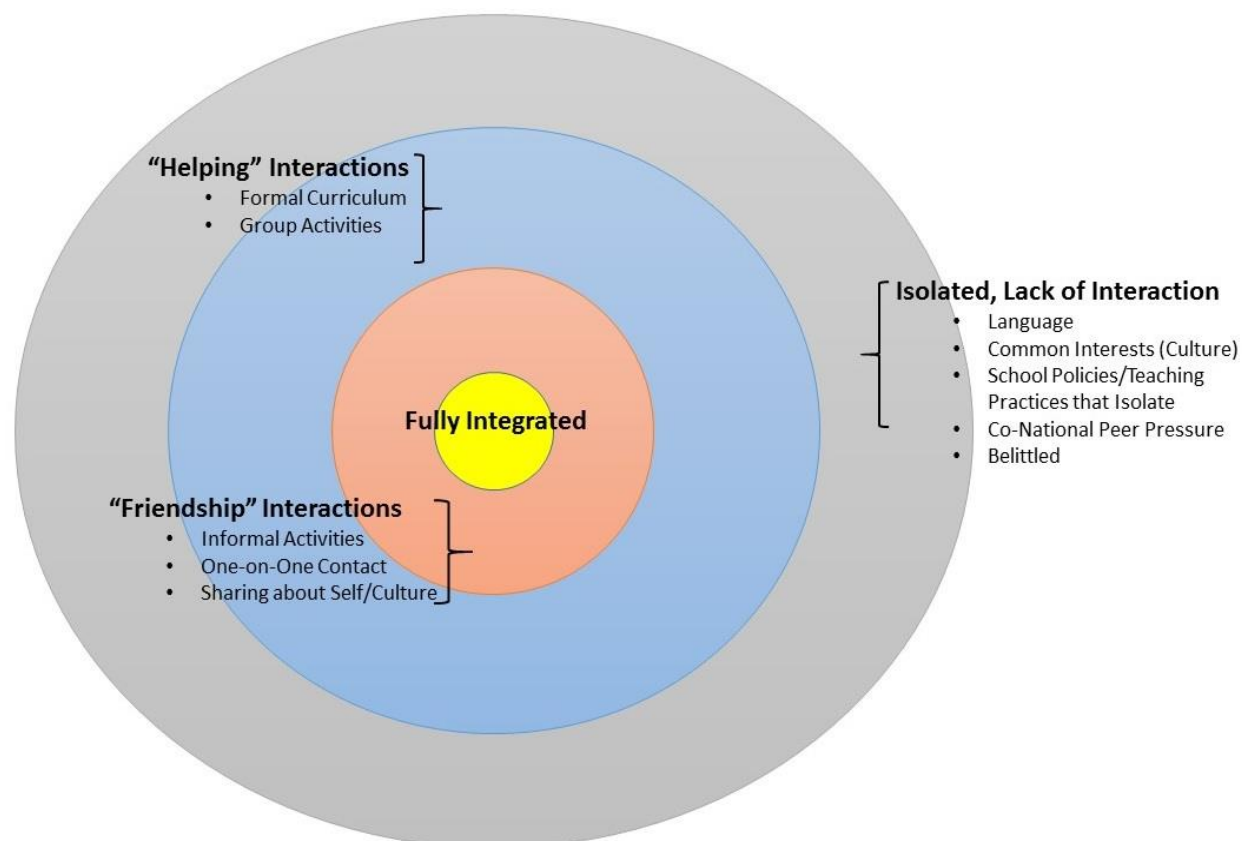 “Helping” Interactions
• Formal Curriculum
• Group Activities
Isolated, Lack of Interaction
• Language
• Common Interests (Culture)
• School Policies/Teaching
Practices that Isolate
• Co-National Peer Pressure
• Belittled
Fully Integrated
“Friendship” Interactions
• Informal Activities
• One-on-One Contact
• Sharing about Self/Culture